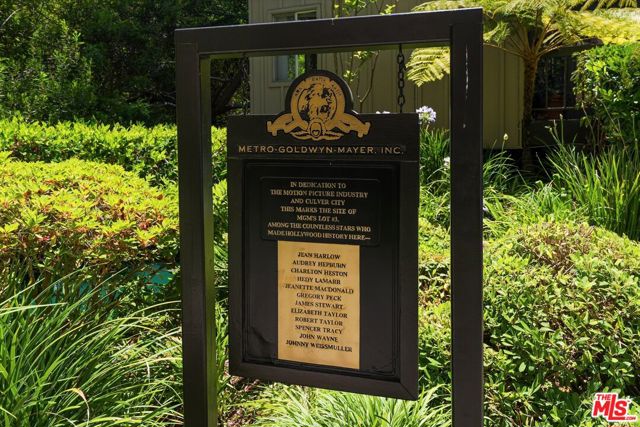 METRO-GOLDWYN-MAYER, INC.
IN DEDICATION TO
THE MOTION PICTURE INDUSTRY
AND CULVER CITY
THIS MARKS THE SITE OF
MGM'S LOT #3.
AMONG THE COUNTLESS STARS WHO
MADE HOLLYWOOD HISTORY HERE—
JEAN HARLOW
AUDREY HEPBURN
CHARLTON HESTON
HEDY LAMARR
JEANETTE MACDONALD
GREGORY PECK
JAMES STEWART
ELIZABETH TAYLOR
ROBERT TAYLOR
SPENCER TRACY
JOHN WAYNE
JOHNNY WEISSMULLER
THE
MLS